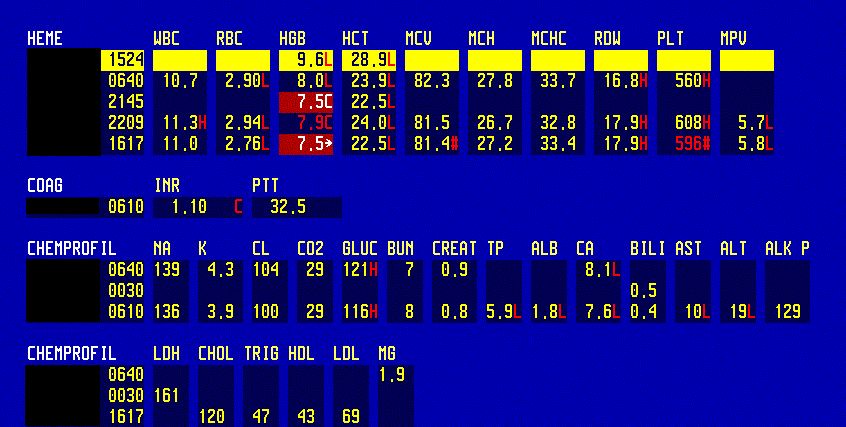 HEME WBC RBC HGB HCT MCV MCH MCHC RDW PLT MPV
1524 9.6L 28.9L
0640 10.7 2.90L 8.0L 23.9L 82.3 27.8 33.7 16.8H 560H
2145 7.5C 22.5L
2209 11.3H 2.94L 7.9C 24.0L 81.5 26.7 32.8 17.9H 608H 5.7L
1617 11.0 2.76L 7.5→ 22.5L 81.4# 27.2 33.4 17.9H 596# 5.8L
COAG INR PTT
0610 1.10 C 32.5
CHEMPROFIL NA K CL CO2 GLUC BUN CREAT TP ALB CA BILI AST ALT ALK P
0640 139 4.3 104 29 121H 7 0.9 8.1L
0030 0.5
0610 136 3.9 100 29 116H 8 0.8 5.9L 1.8L 7.6L 0.4 10L 19L 129
CHEMPROFIL LDH CHOL TRIG HDL LDL MG
0640 1.9
0030 161
1617 120 47 43 69